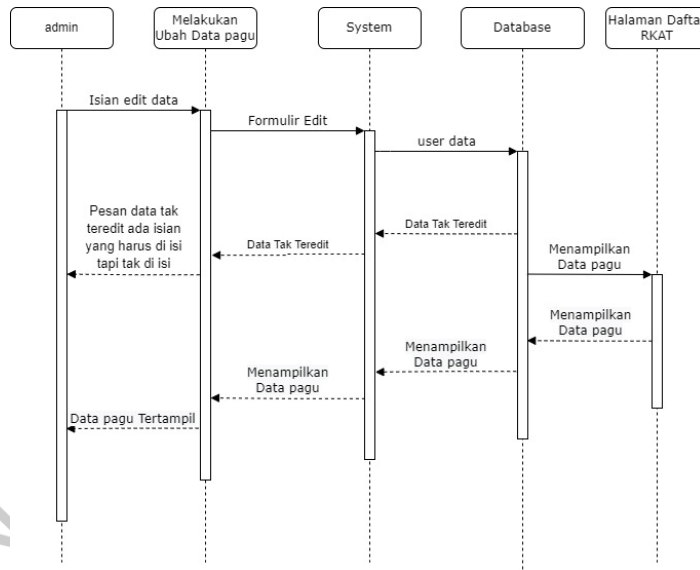 admin
Melakukan
Ubah Data pagu
System
Database
Halaman Dafta
RKAT
Isian edit data
Formulir Edit
user data
Pesan data tak
teredit ada isian
yang harus di isi
tapi tak di isi
Data Tak Teredit
Data Tak Teredit
Menampilkan
Data pagu
Menampilkan
Data pagu
Menampilkan
Data pagu
Menampilkan
Data pagu
Data pagu Tertampil